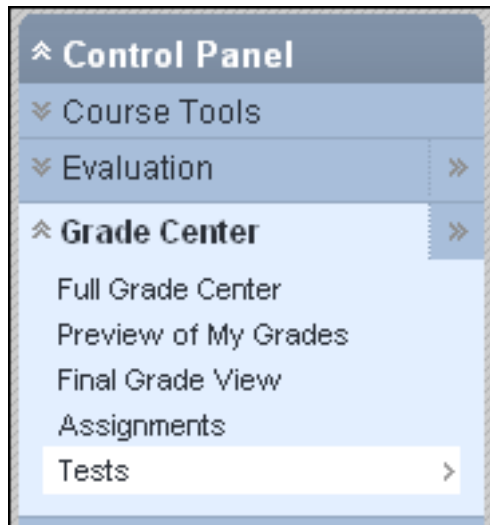 Control Panel
Course Tools
Evaluation
Grade Center
Full Grade Center
Preview of My Grades
Final Grade View
Assignments
Tests